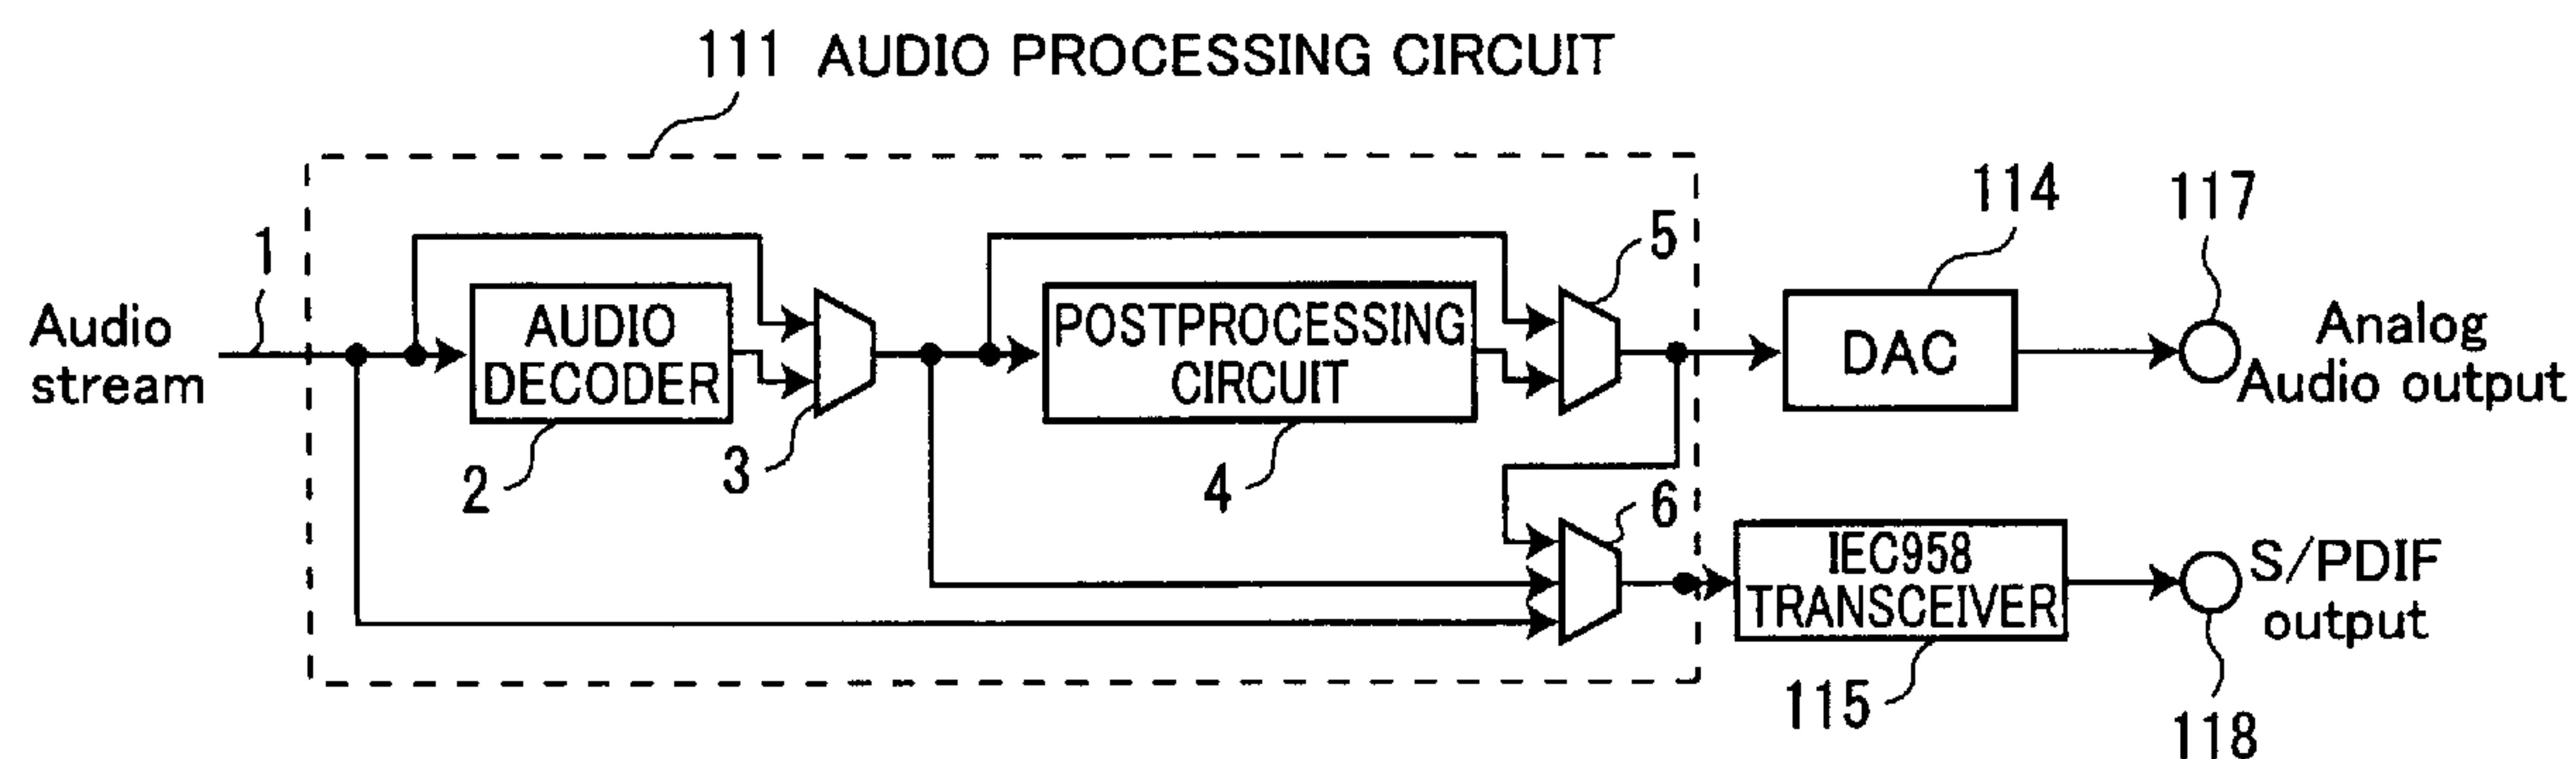 111 AUDIO PROCESSING CIRCUIT
114
117
1
5
Audio
stream
AUDIO
DECODER
POSTPROCESSING
CIRCUIT
DAC
Analog
Audio output
2
3
4
6
IEC958
TRANSCEIVER
S/PDIF
output
115
118